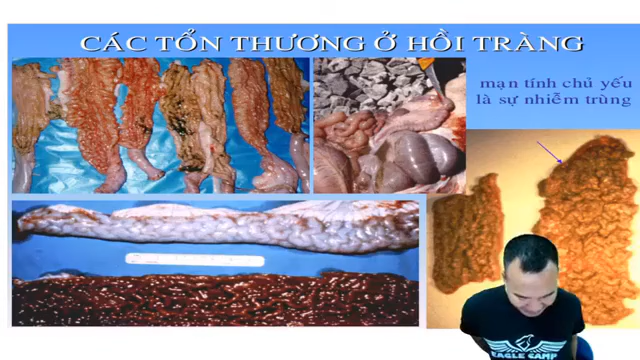 CÁC TỔN THƯƠNG Ở HỒI TRÀNG
mạn tính chủ yếu
là sự nhiễm trùng
EAGLE CAMP